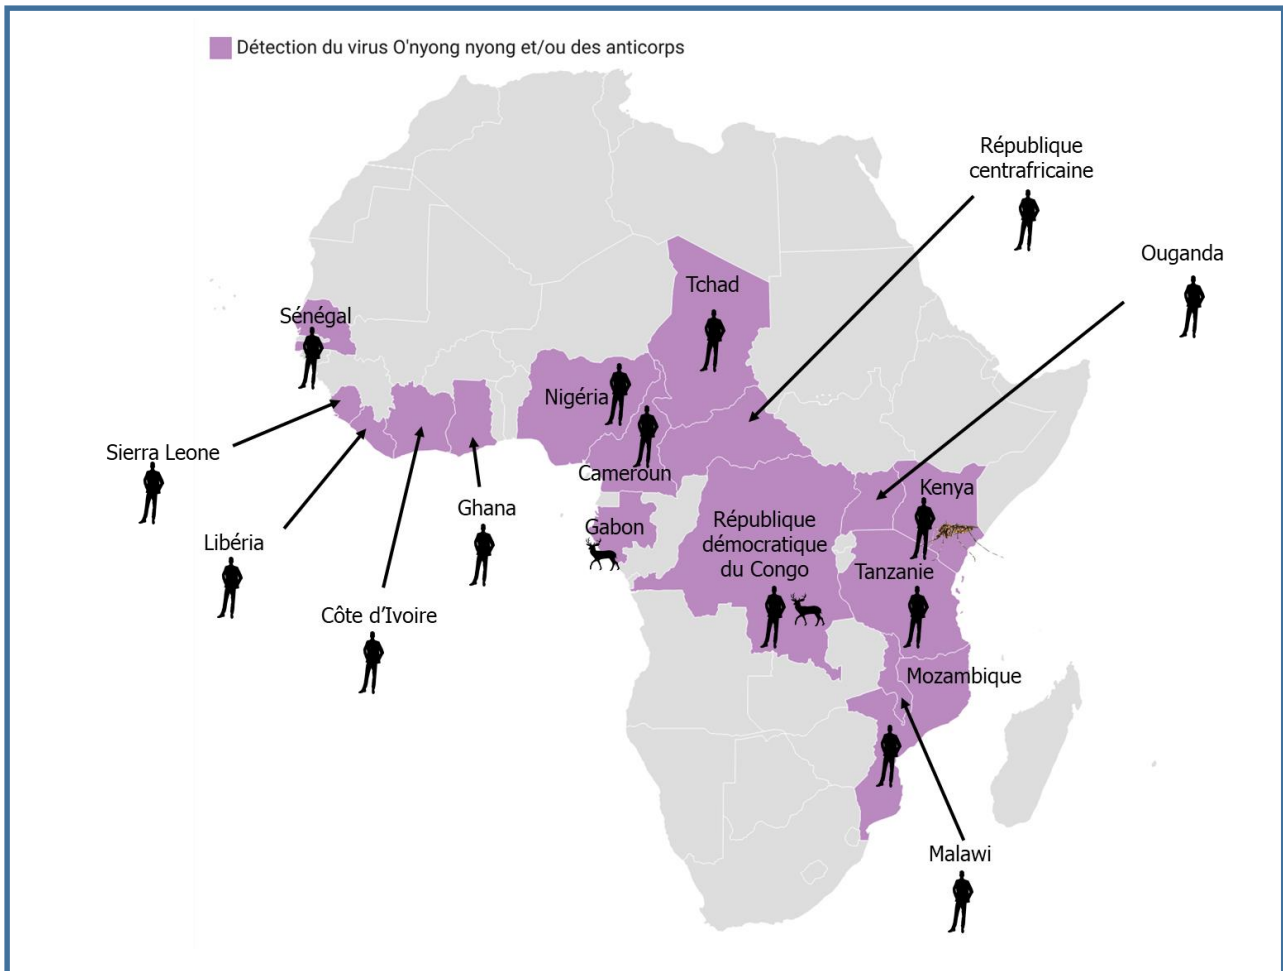 Détection du virus O'nyong nyong et/ou des anticorps
République
centrafricaine
Ouganda
Tchad
Sénégal
Nigéria
Sierra Leone
Cameroun
Kenya
Ghana
Gabon
République
démocratique
du Congo
Libéria
Tanzanie
Côte d’Ivoire
Mozambique
Malawi